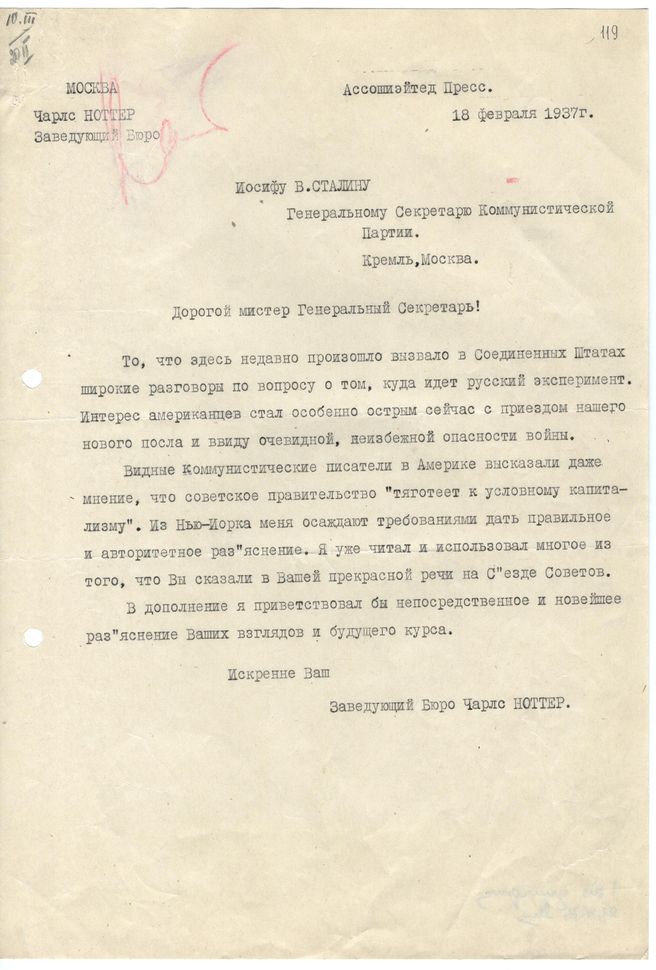 10.III
20II
119
МОСКВА
Ассошиэйтед Пресс.
Чарлс НОТТЕР
18 февраля 1937г.
Заведующий Бюро
Иосифу В.СТАЛИНУ
Генеральному Секретарю Коммунистической
Партии.
Кремль,Москва.
Дорогой мистер Генеральный Секретарь!
То, что здесь недавно произошло вызвало в Соединенных Штатах
широкие разговоры по вопросу о том, куда идет русский эксперимент.
Интерес американцев стал особенно острым сейчас с приездом нашего
нового посла и ввиду очевидной, неизбежной опасности войны.
Видные Коммунистические писатели в Америке высказали даже
мнение, что советское правительство "тяготеет к условному капита-
лизму". Из Нью-Иорка меня осаждают требованиями дать правильное
и авторитетное раз"яснение. Я уже читал и использовал многое из
того, что Вы сказали в Вашей прекрасной речи на С"езде Советов.
В дополнение я приветствовал бы непосредственное и новейшее
раз"яснение Ваших взглядов и будущего курса.
Искренне Ваш
Заведующий Бюро Чарлс НОТТЕР.